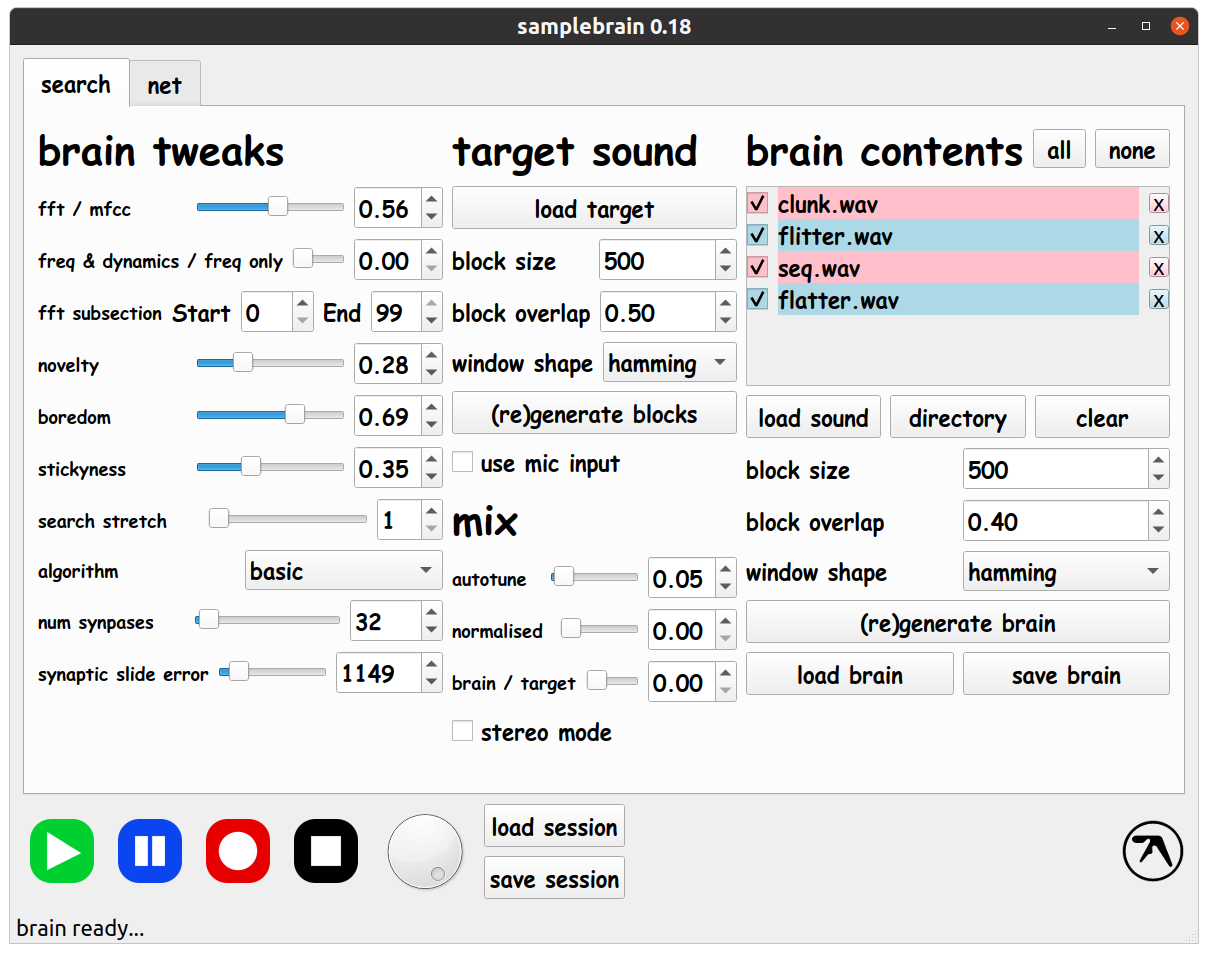 samplebrain 0.18
search
net
brain tweaks
fft / mfcc
0.56
freq & dynamics / freq only
0.00
fft subsection Start 0 End 99
novelty
0.28
boredom
0.69
stickyness
0.35
search stretch
1
algorithm
basic
num synpases
32
synaptic slide error
1149
target sound
load target
block size
500
block overlap
0.50
window shape
hamming
(re)generate blocks
use mic input
mix
autotune
0.05
normalised
0.00
brain / target
0.00
stereo mode
brain contents
all
none
clunk.wav
x
flitter.wav
x
seq.wav
x
flatter.wav
x
load sound
directory
clear
block size
500
block overlap
0.40
window shape
hamming
(re)generate brain
load brain
save brain
load session
save session
brain ready...